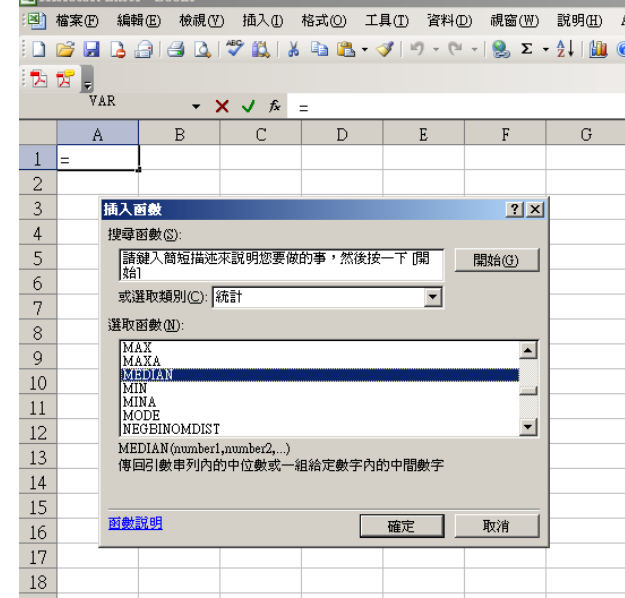 檔案(F) 編輯(E) 檢視(V) 插入(I) 格式(O) 工具(T) 資料(D) 視窗(W) 說明(H)
VAR fx =
A B C D E F G
1 =
2
3
4
5
6
7
8
9
10
11
12
13
14
15
16
17
18
插入函數
搜尋函數(S):
請鍵入簡短描述來說明您要做的事，然後按一下 [開
始]
開始(G)
或選取類別(C): 統計
選取函數(N):
MAX
MAXA
MEDIAN
MIN
MINA
MODE
NEGBINOMDIST
MEDIAN(number1,number2,...)
傳回引數串列內的中位數或一組給定數字內的中間數字
函數說明 確定 取消